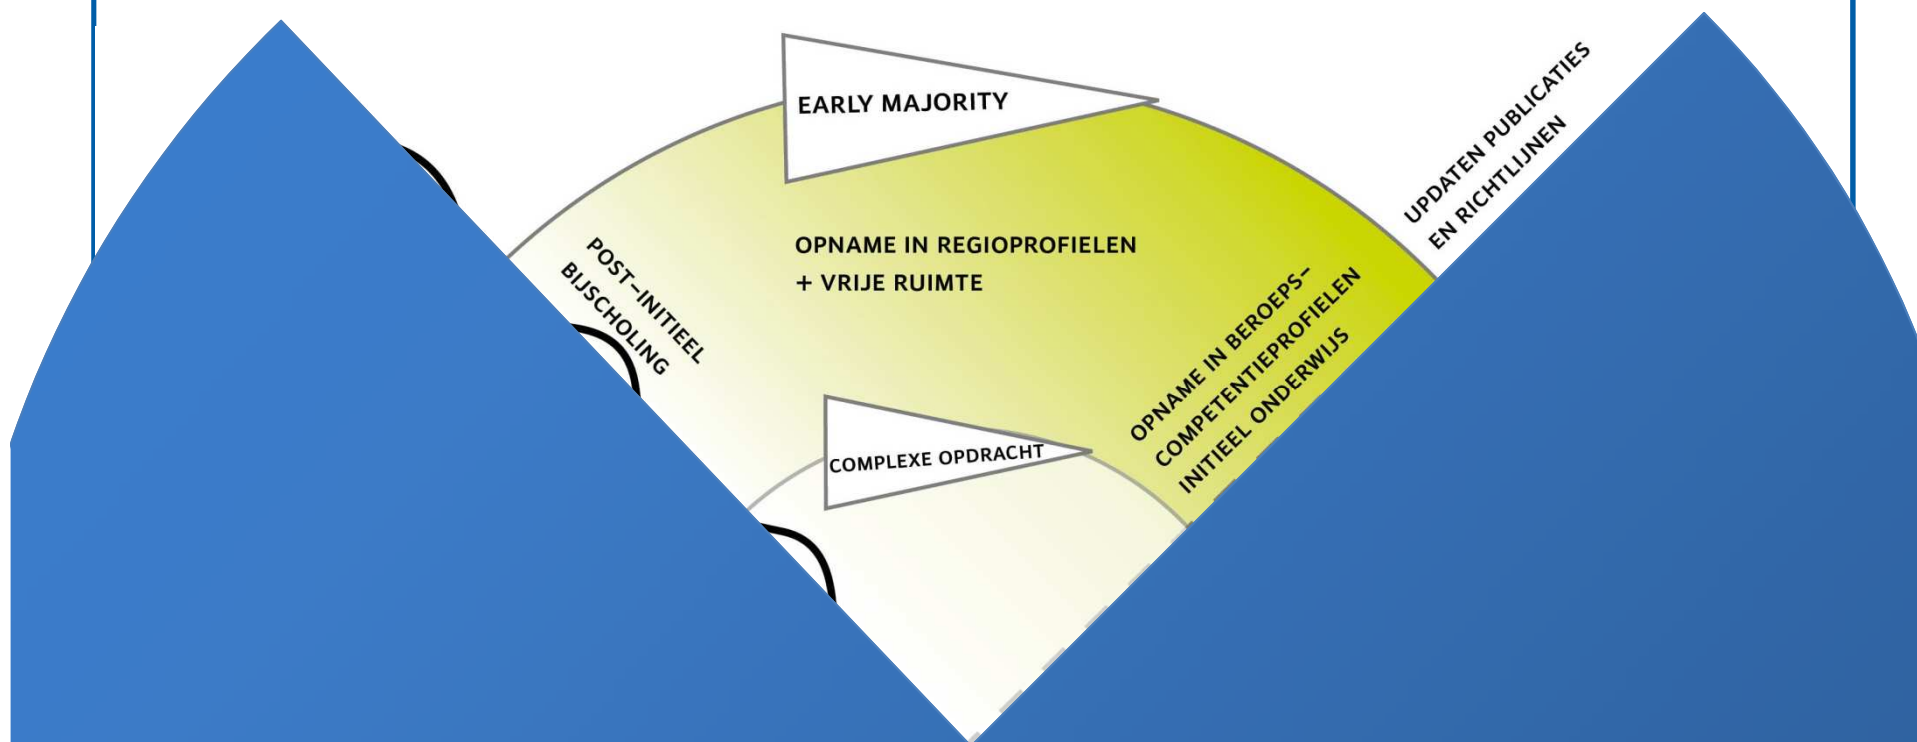 EARLY MAJORITY
UPDATEN PUBLICATIES
EN RICHTLIJNEN
POST-INITIEEL
BIJSCHOLING
OPNAME IN REGIOPROFIELEN
+ VRIJE RUIMTE
OPNAME IN BEROEPS-
COMPETENTIEPROFIELEN
INITIEEL ONDERWIJS
COMPLEXE OPDRACHT